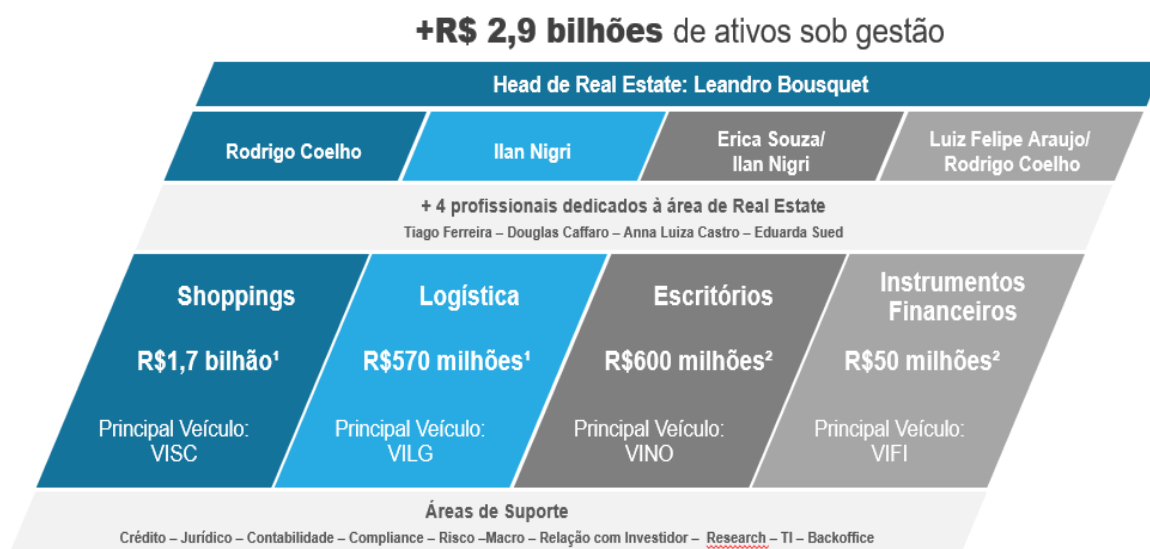 +R$ 2,9 bilhões de ativos sob gestão
Head de Real Estate: Leandro Bousquet
Rodrigo Coelho
Ilan Nigri
Erica Souza/
Ilan Nigri
Luiz Felipe Araujo/
Rodrigo Coelho
+ 4 profissionais dedicados à área de Real Estate
Tiago Ferreira – Douglas Caffaro – Anna Luiza Castro – Eduarda Sued
Shoppings
R$1,7 bilhão¹
Principal Veículo:
VISC
Logística
R$570 milhões¹
Principal Veículo:
VILG
Escritórios
R$600 milhões²
Principal Veículo:
VINO
Instrumentos
Financeiros
R$50 milhões²
Principal Veículo:
VIFI
Áreas de Suporte
Crédito – Jurídico – Contabilidade – Compliance – Risco –Macro – Relação com Investidor – Research – TI – Backoffice